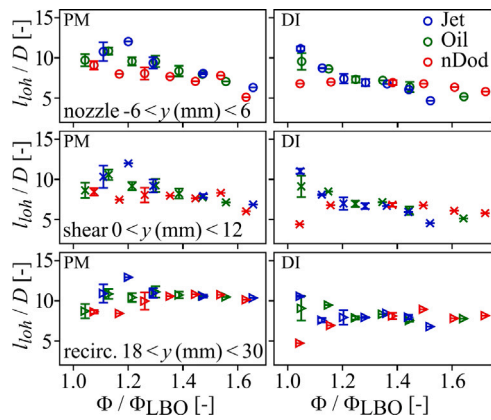 PM DI
Jet
Oil
nDod
l_loh / D [-]
15
10
5
nozzle -6 < y (mm) < 6
PM DI
l_loh / D [-]
15
10
5
shear 0 < y (mm) < 12
PM DI
l_loh / D [-]
15
10
5
0
recirc. 18 < y (mm) < 30
1.0 1.2 1.4 1.6 1.0 1.2 1.4 1.6
Φ / Φ_LBO [-] Φ / Φ_LBO [-]